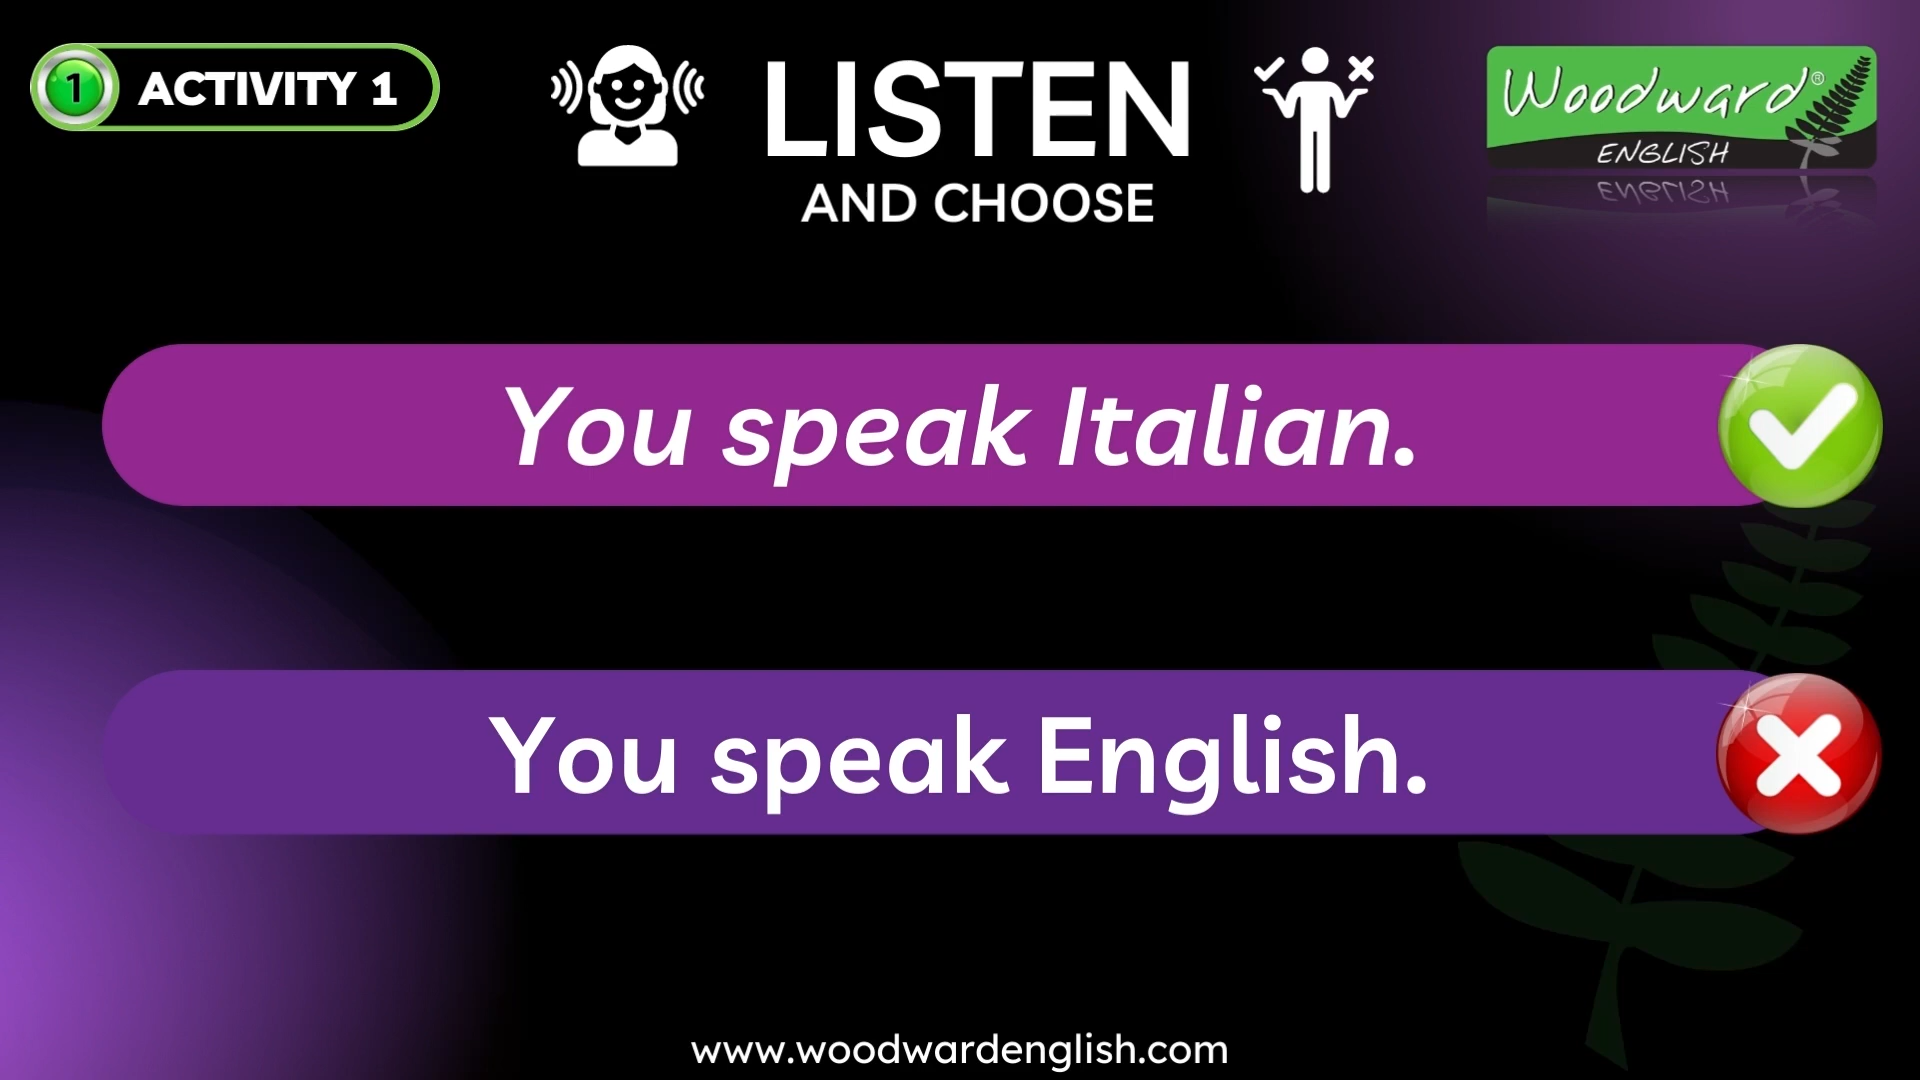 1 ACTIVITY 1
LISTEN
AND CHOOSE
Woodward®
ENGLISH
You speak Italian.
You speak English.
www.woodwardenglish.com